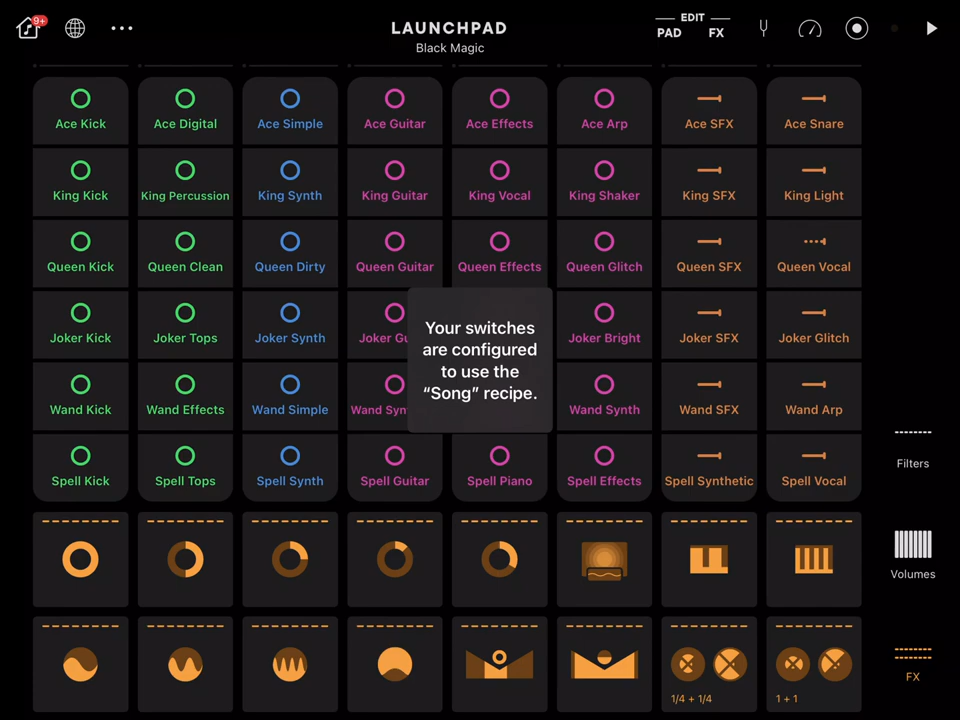 9+
LAUNCHPAD
Black Magic
EDIT
PAD FX
Ace Kick Ace Digital Ace Simple Ace Guitar Ace Effects Ace Arp Ace SFX Ace Snare
King Kick King Percussion King Synth King Guitar King Vocal King Shaker King SFX King Light
Queen Kick Queen Clean Queen Dirty Queen Guitar Queen Effects Queen Glitch Queen SFX Queen Vocal
Joker Kick Joker Tops Joker Synth Joker Gu Joker Bright Joker SFX Joker Glitch
Wand Kick Wand Effects Wand Simple Wand Syn Wand Synth Wand SFX Wand Arp
Spell Kick Spell Tops Spell Synth Spell Guitar Spell Piano Spell Effects Spell Synthetic Spell Vocal
Your switches
are configured
to use the
“Song” recipe.
Filters
Volumes
FX
1/4 + 1/4 1 + 1